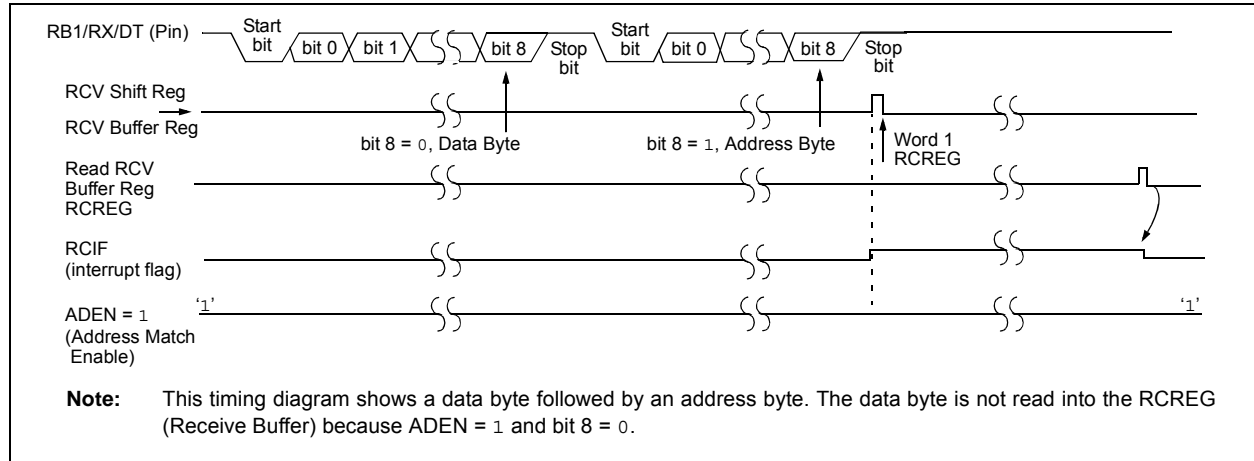 RB1/RX/DT (Pin)
Start
bit
bit 0
bit 1
bit 8
Stop
bit
Start
bit
bit 0
bit 8
Stop
bit
RCV Shift Reg
RCV Buffer Reg
bit 8 = 0, Data Byte
bit 8 = 1, Address Byte
Word 1
RCREG
Read RCV
Buffer Reg
RCREG
RCIF
(interrupt flag)
ADEN = 1
(Address Match
Enable)
‘1’
‘1’
Note: This timing diagram shows a data byte followed by an address byte. The data byte is not read into the RCREG
(Receive Buffer) because ADEN = 1 and bit 8 = 0.